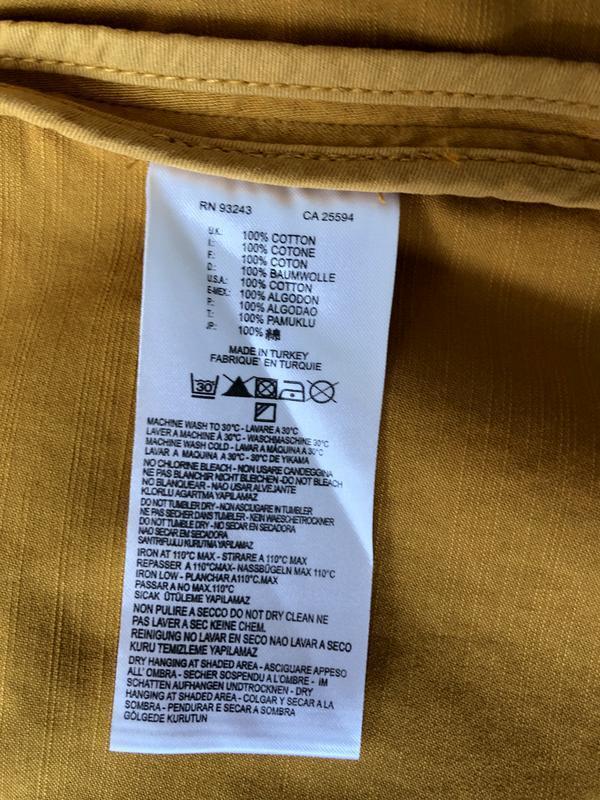 RN 93243 CA 25594
U.K.: 100% COTTON
I.: 100% COTONE
F.: 100% COTON
D.: 100% BAUMWOLLE
U.S.A.: 100% COTTON
E-MEX.: 100% ALGODON
P.: 100% ALGODAO
T.: 100% PAMUKLU
JP.: 100% 綿
MADE IN TURKEY
FABRIQUE' EN TURQUIE
30
MACHINE WASH TO 30°C - LAVARE A 30°C
LAVER A MACHINE À 30°C - WASCHMASCHINE 30°C
MACHINE WASH COLD - LAVAR A MÁQUINA A 30°C
LAVAR A MAQUINA A 30°C - 30°C DE YIKAMA
NO CHLORINE BLEACH - NON USARE CANDEGGINA
NE PAS BLANCHIR NICHT BLEICHEN - DO NOT BLEACH
NO BLANQUEAR - NAO USAR ALVEJANTE
KLORLU AGARTMA YAPILAMAZ
DO NOT TUMBLER DRY - NON ASCIUGARE IN TUMBLER
NE PAS SECHER DANS TUMBLER - KEIN WAESCHETROCKNER
DO NOT TUMBLE DRY - NO SECAR EN SECADORA
NAO SECAR EM SECADORA
SANTRIFUJLU KURUTMA YAPILAMAZ
IRON AT 110°C MAX - STIRARE A 110°C
REPASSER A 110°CMAX- NASSBÜGELN MAX 110°C
IRON LOW - PLANCHAR A110°C.MAX
PASSAR A NO MAX.110°C
SICAK ÜTÜLEME YAPILAMAZ
NON PULIRE A SECCO DO NOT DRY CLEAN NE
PAS LAVER A SEC KEINE CHEM.
REINIGUNG NO LAVAR EN SECO NAO LAVAR A SECO
KURU TEMIZLEME YAPILAMAZ
DRY HANGING AT SHADED AREA - ASCIGUARE APPESO
ALL' OMBRA - SECHER SOSPENDU A L'OMBRE - IM
SCHATTEN AUFHANGEN UNDTROCKNEN - DRY
HANGING AT SHADED AREA - COLGAR Y SECAR A LA
SOMBRA - PENDURAR E SECAR A SOMBRA
GÖLGEDE KURUTUN